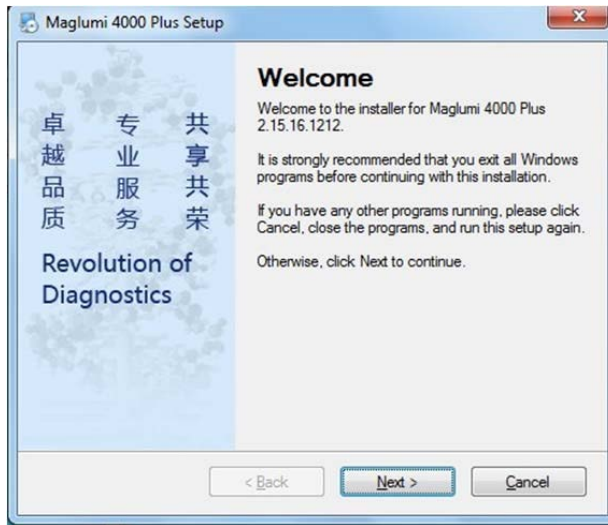 Maglumi 4000 Plus Setup
卓越品质
专业服务
共享共荣
Revolution of
Diagnostics
Welcome
Welcome to the installer for Maglumi 4000 Plus
2.15.16.1212.
It is strongly recommended that you exit all Windows
programs before continuing with this installation.
If you have any other programs running, please click
Cancel, close the programs, and run this setup again.
Otherwise, click Next to continue.
< Back
Next >
Cancel